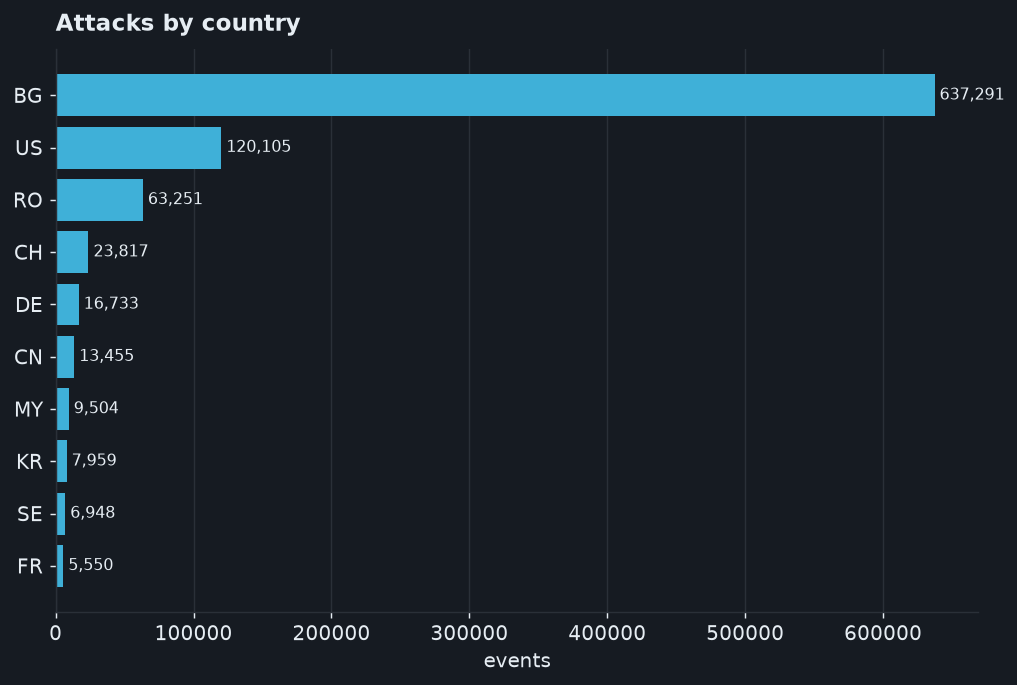 Attacks by country
BG 637,291
US 120,105
RO 63,251
CH 23,817
DE 16,733
CN 13,455
MY 9,504
KR 7,959
SE 6,948
FR 5,550
0 100000 200000 300000 400000 500000 600000
events